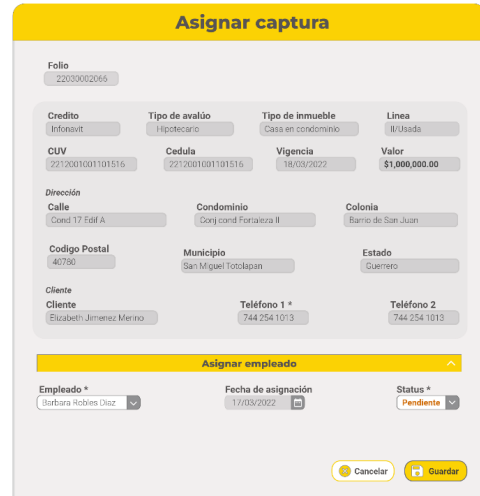 Asignar captura
Folio
22030002066
Credito Tipo de avalúo Tipo de inmueble Linea
Infonavit Hipotecario Casa en condominio II/Usada
CUV Cedula Vigencia Valor
2212001001101516 2212001001101516 18/03/2022 $1,000,000.00
Dirección
Calle Condominio Colonia
Cond 17 Edif A Conj cond Fortaleza II Barrio de San Juan
Codigo Postal Municipio Estado
40780 San Miguel Totolapan Guerrero
Cliente
Cliente Teléfono 1 * Teléfono 2
Elizabeth Jimenez Merino 744 254 1013 744 254 1013
Asignar empleado
Empleado * Fecha de asignación Status *
Barbara Robles Díaz 17/03/2022 Pendiente
Cancelar Guardar